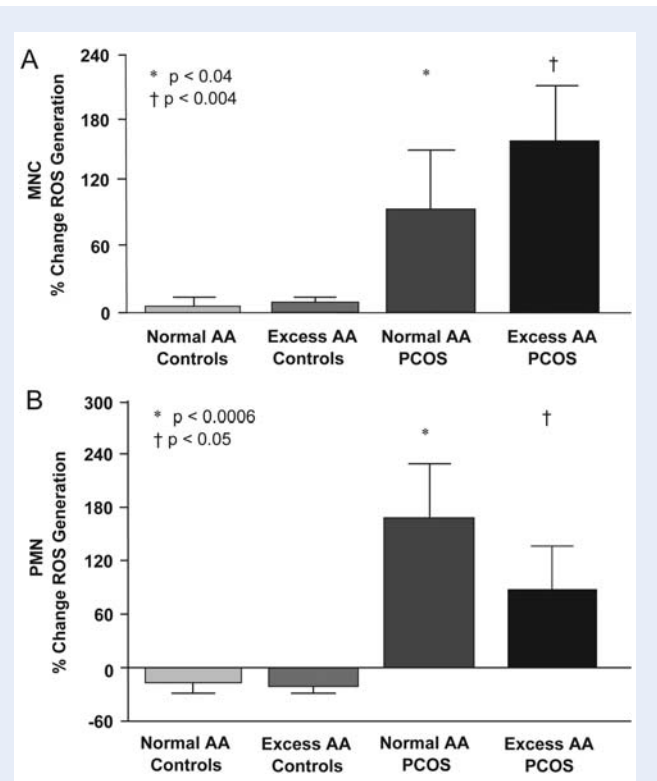 A
240
180
120
60
0
MNC
% Change ROS Generation
* p < 0.04
† p < 0.004
*
†
Normal AA Controls
Excess AA Controls
Normal AA PCOS
Excess AA PCOS
B
300
240
180
120
60
0
-60
PMN
% Change ROS Generation
* p < 0.0006
† p < 0.05
*
†
Normal AA Controls
Excess AA Controls
Normal AA PCOS
Excess AA PCOS